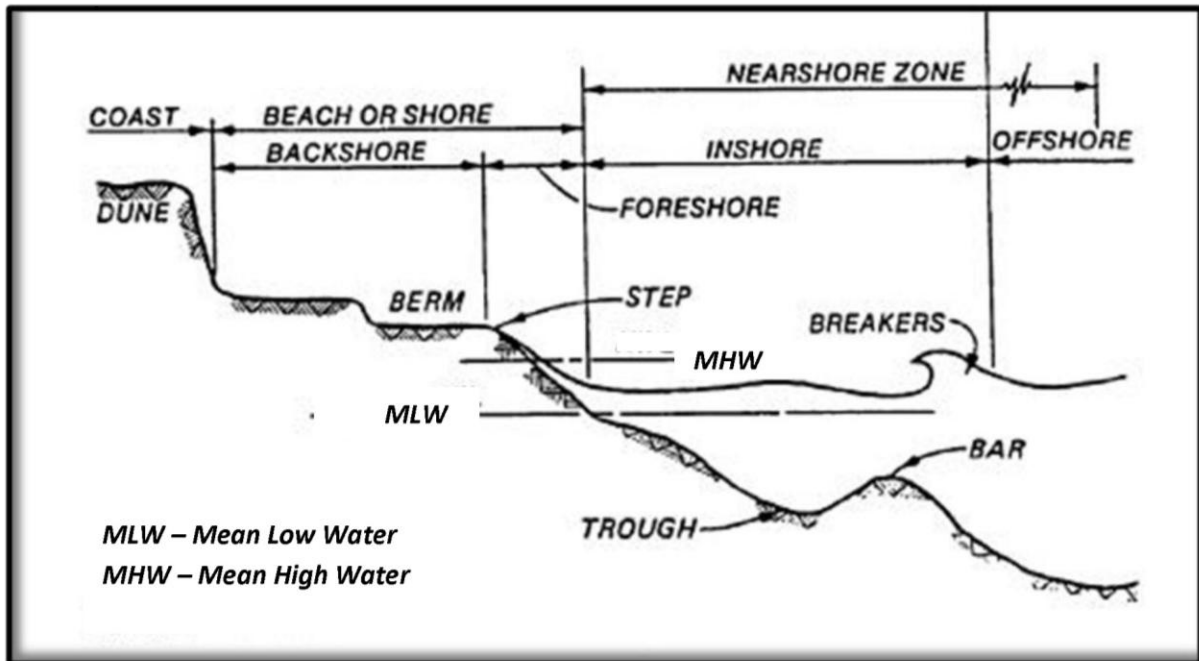 NEARSHORE ZONE
COAST
BEACH OR SHORE
BACKSHORE
INSHORE
OFFSHORE
DUNE
FORESHORE
BERM
STEP
BREAKERS
MHW
MLW
BAR
TROUGH
MLW – Mean Low Water
MHW – Mean High Water